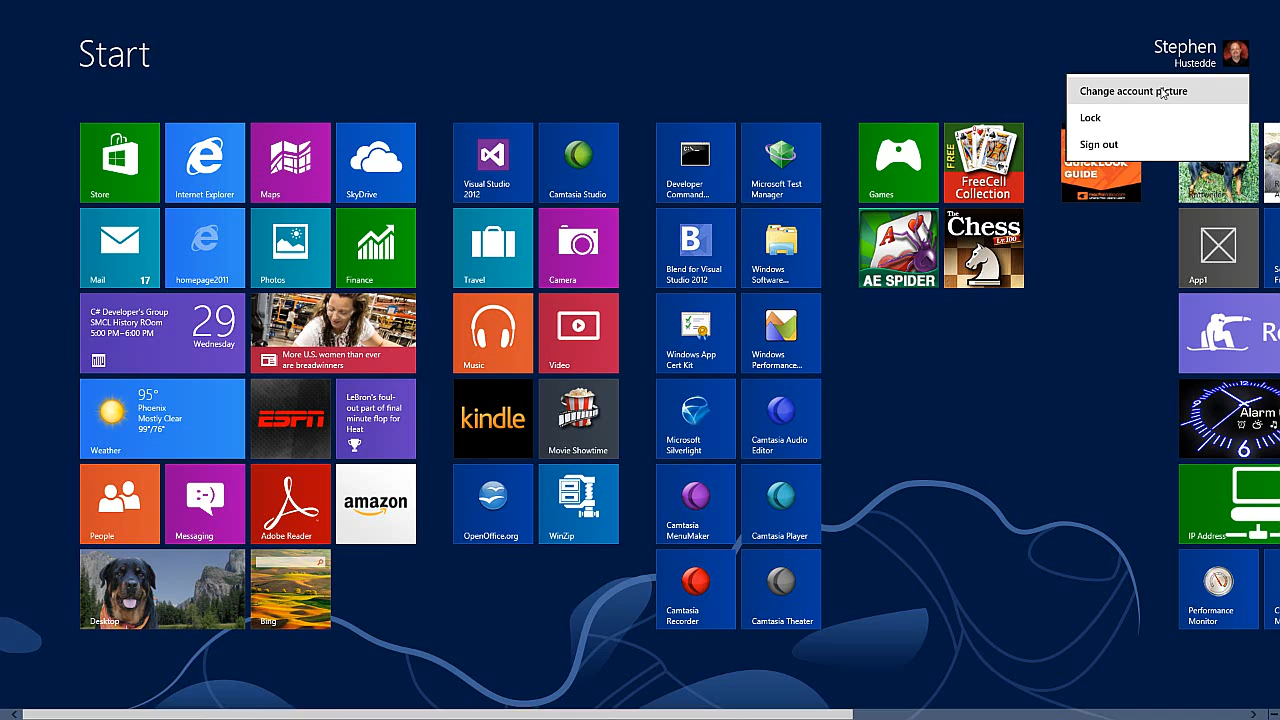 Start
Stephen
Hustedde
Change account picture
Lock
Sign out
Store
Internet Explorer
Maps
SkyDrive
Visual Studio
2012
Camtasia Studio
Developer
Command...
Microsoft Test
Manager
Games
FREE
FreeCell
Collection
QUICKLOOK
GUIDE
Mail
17
homepage2011
Photos
Finance
Travel
Camera
B
Blend for Visual
Studio 2012
Windows
Software...
AE SPIDER
The
Chess
Lv.100
App1
C# Developer's Group
SMCL History ROom
5:00 PM–6:00 PM
29
Wednesday
More U.S. women than ever
are breadwinners
Music
Video
Windows App
Cert Kit
Windows
Performance...
95°
Phoenix
Mostly Clear
99°/76°
Weather
ESPN
LeBron's foul-
out part of final
minute flop for
Heat
kindle
Movie Showtime
Microsoft
Silverlight
Camtasia Audio
Editor
12
Alarm
6
People
Messaging
Adobe Reader
amazon
OpenOffice.org
WinZip
Camtasia
MenuMaker
Camtasia Player
IP Address
Desktop
Bing
Camtasia
Recorder
Camtasia Theater
Performance
Monitor